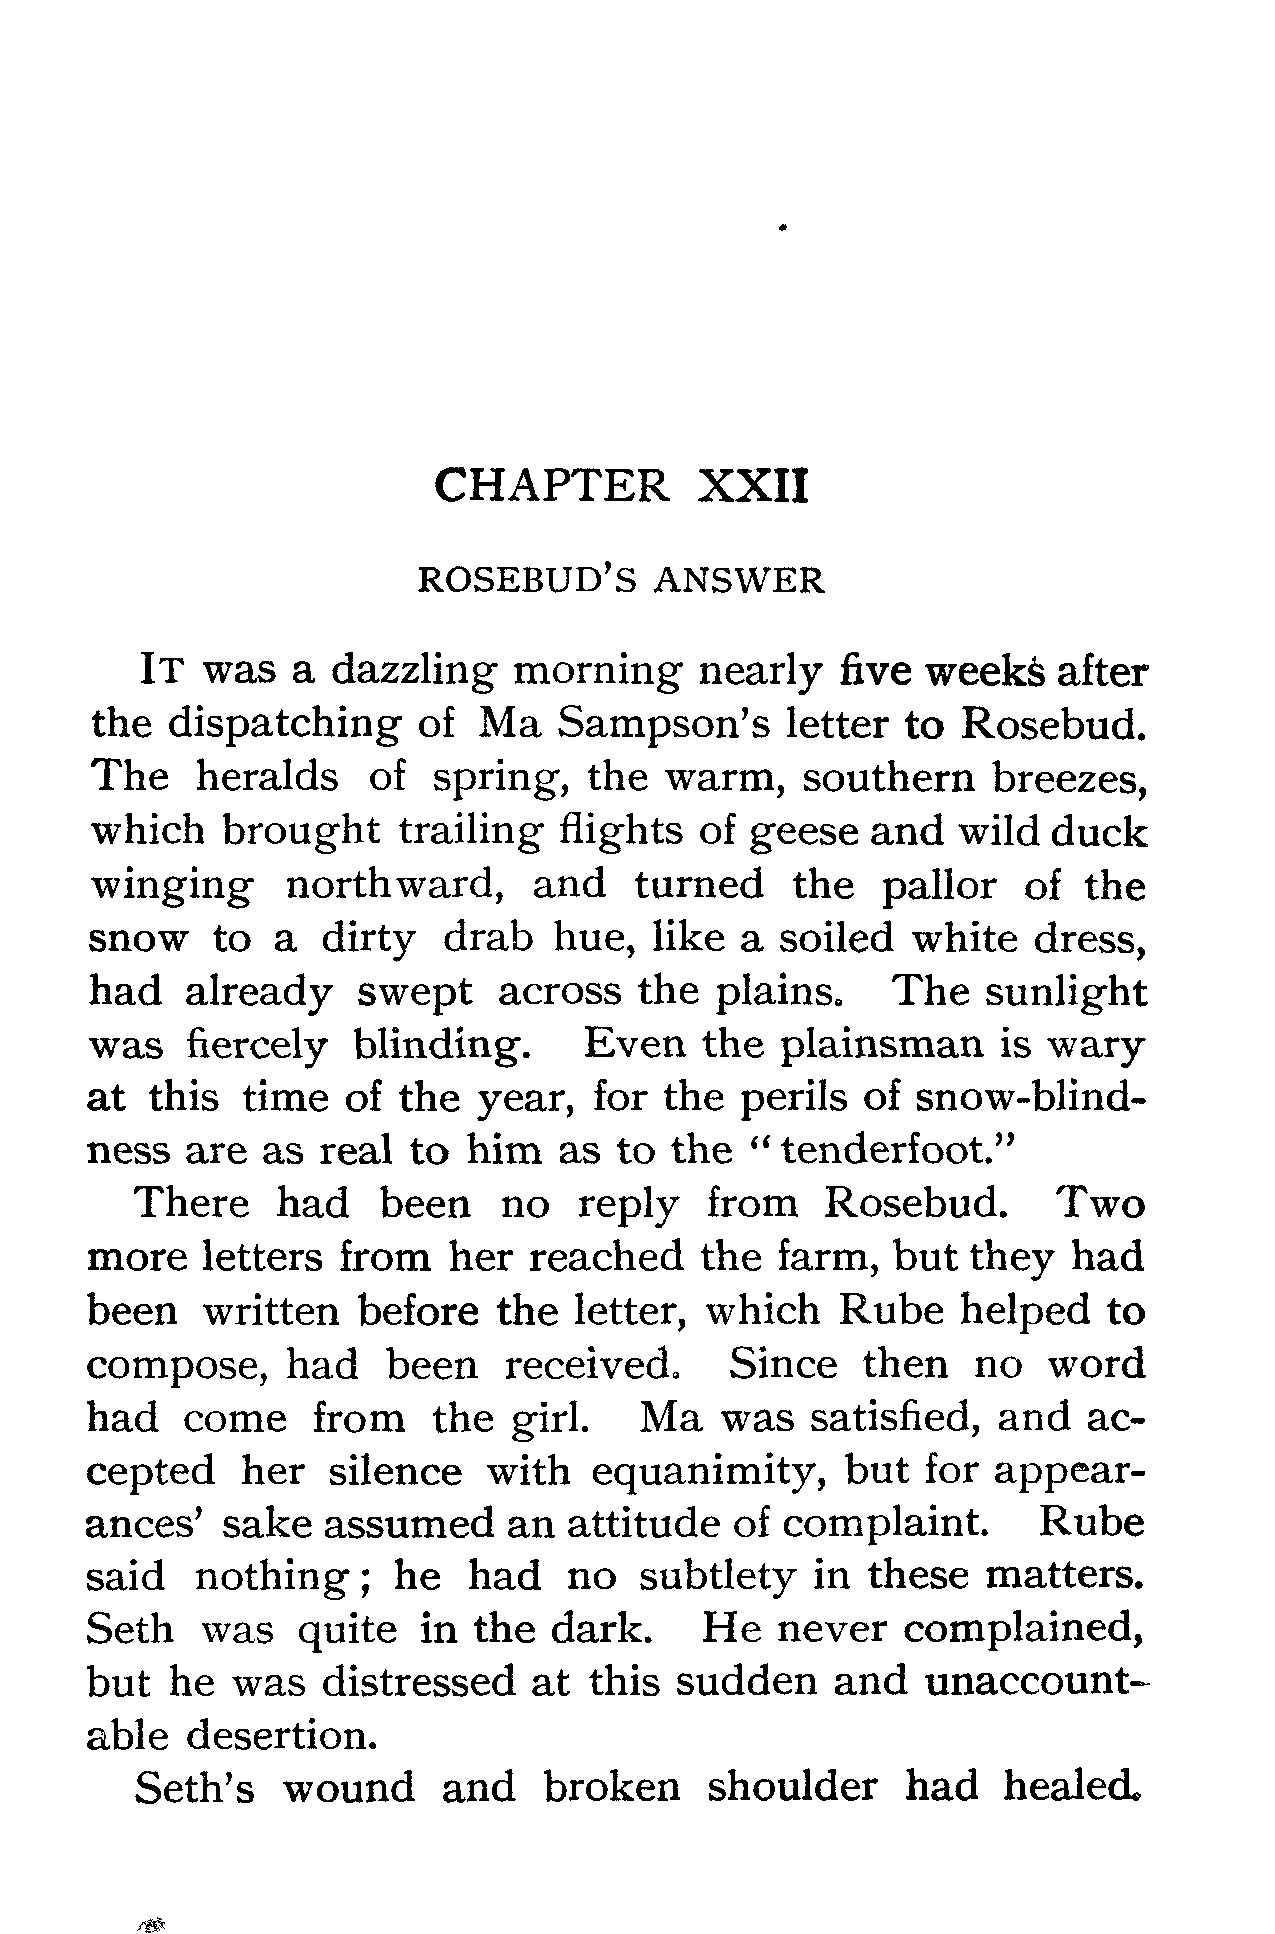 CHAPTER XXII
ROSEBUD'S ANSWER
IT was a dazzling morning nearly five weeks after
the dispatching of Ma Sampson's letter to Rosebud.
The heralds of spring, the warm, southern breezes,
which brought trailing flights of geese and wild duck
winging northward, and turned the pallor of the
snow to a dirty drab hue, like a soiled white dress,
had already swept across the plains. The sunlight
was fiercely blinding. Even the plainsman is wary
at this time of the year, for the perils of snow-blind-
ness are as real to him as to the "tenderfoot."
There had been no reply from Rosebud. Two
more letters from her reached the farm, but they had
been written before the letter, which Rube helped to
compose, had been received. Since then no word
had come from the girl. Ma was satisfied, and ac-
cepted her silence with equanimity, but for appear-
ances' sake assumed an attitude of complaint. Rube
said nothing; he had no subtlety in these matters.
Seth was quite in the dark. He never complained,
but he was distressed at this sudden and unaccount-
able desertion.
Seth's wound and broken shoulder had healed.